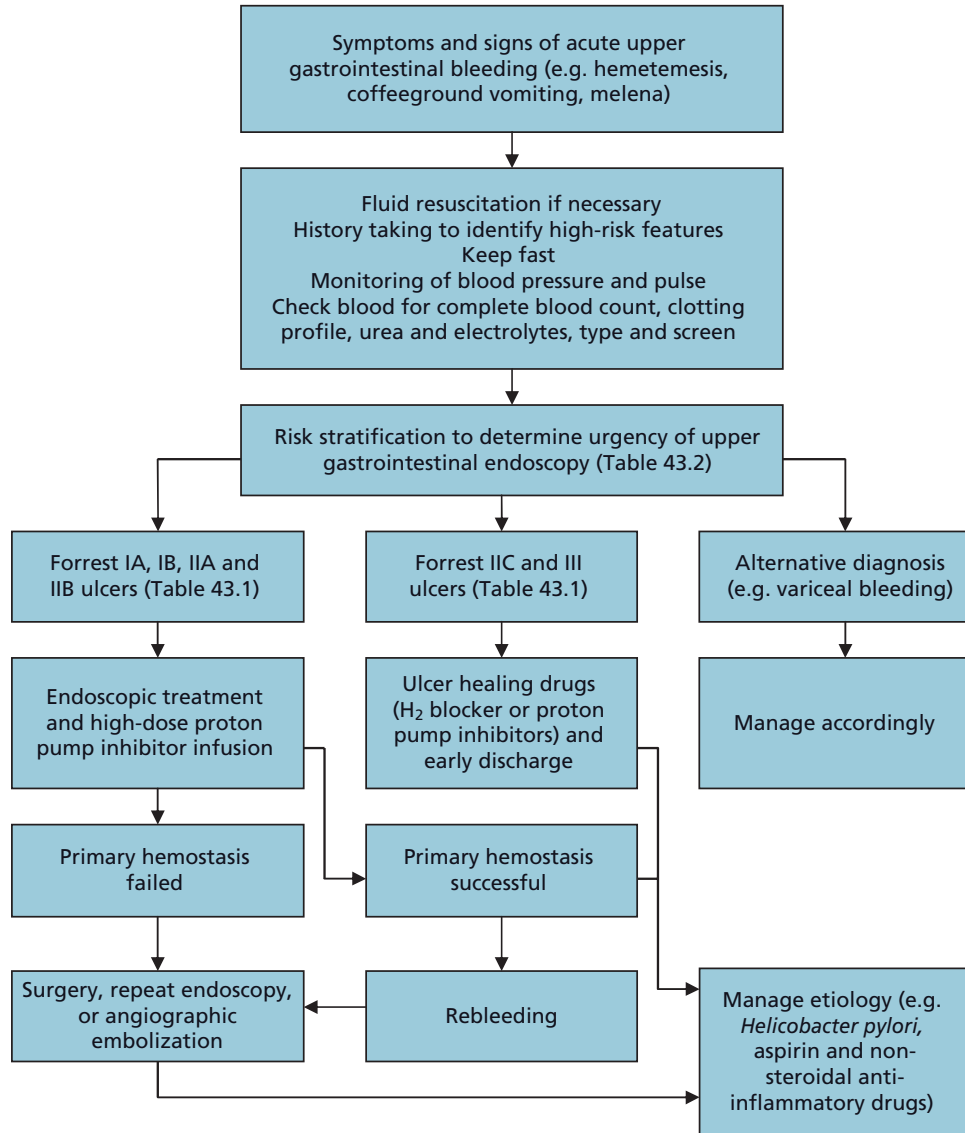 Symptoms and signs of acute upper
gastrointestinal bleeding (e.g. hemetemesis,
coffeeground vomiting, melena)
Fluid resuscitation if necessary
History taking to identify high-risk features
Keep fast
Monitoring of blood pressure and pulse
Check blood for complete blood count, clotting
profile, urea and electrolytes, type and screen
Risk stratification to determine urgency of upper
gastrointestinal endoscopy (Table 43.2)
Forrest IA, IB, IIA and
IIB ulcers (Table 43.1)
Forrest IIC and III
ulcers (Table 43.1)
Alternative diagnosis
(e.g. variceal bleeding)
Endoscopic treatment
and high-dose proton
pump inhibitor infusion
Ulcer healing drugs
(H₂ blocker or proton
pump inhibitors) and
early discharge
Manage accordingly
Primary hemostasis
failed
Primary hemostasis
successful
Surgery, repeat endoscopy,
or angiographic
embolization
Rebleeding
Manage etiology (e.g.
Helicobacter pylori,
aspirin and non-
steroidal anti-
inflammatory drugs)